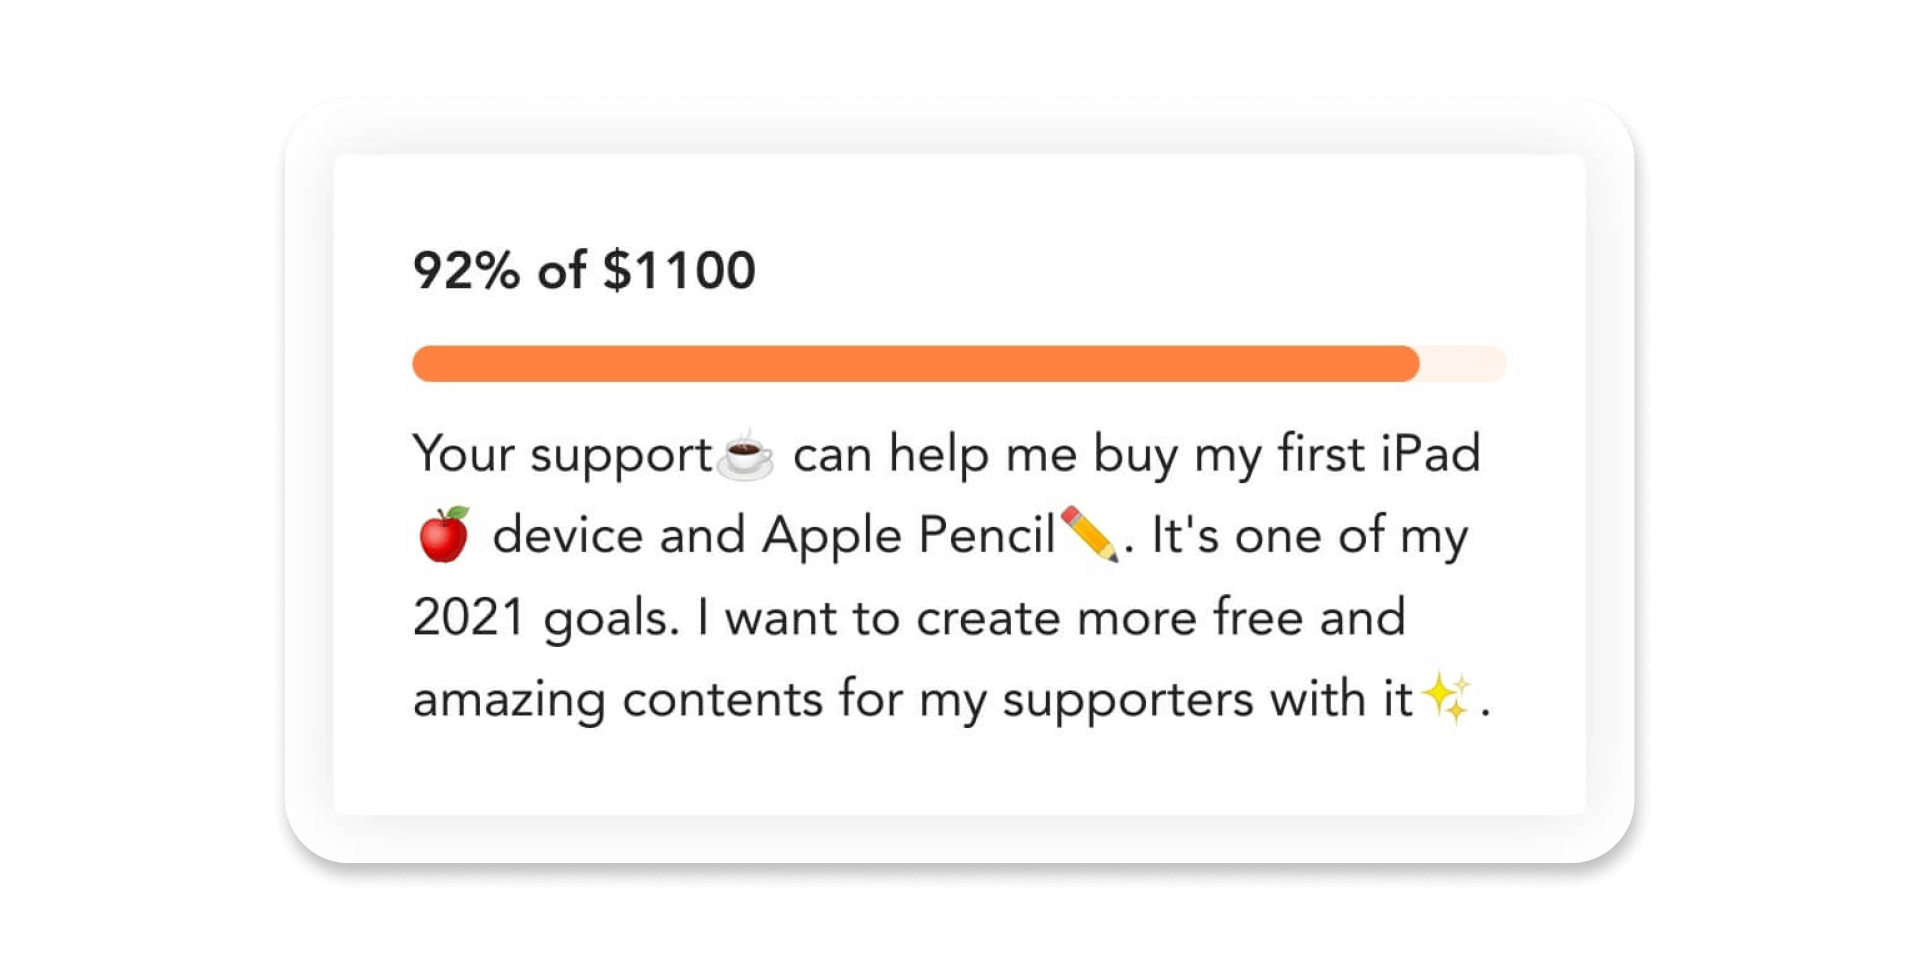 92% of $1100
Your support☕ can help me buy my first iPad
🍎 device and Apple Pencil✏️. It's one of my
2021 goals. I want to create more free and
amazing contents for my supporters with it✨.